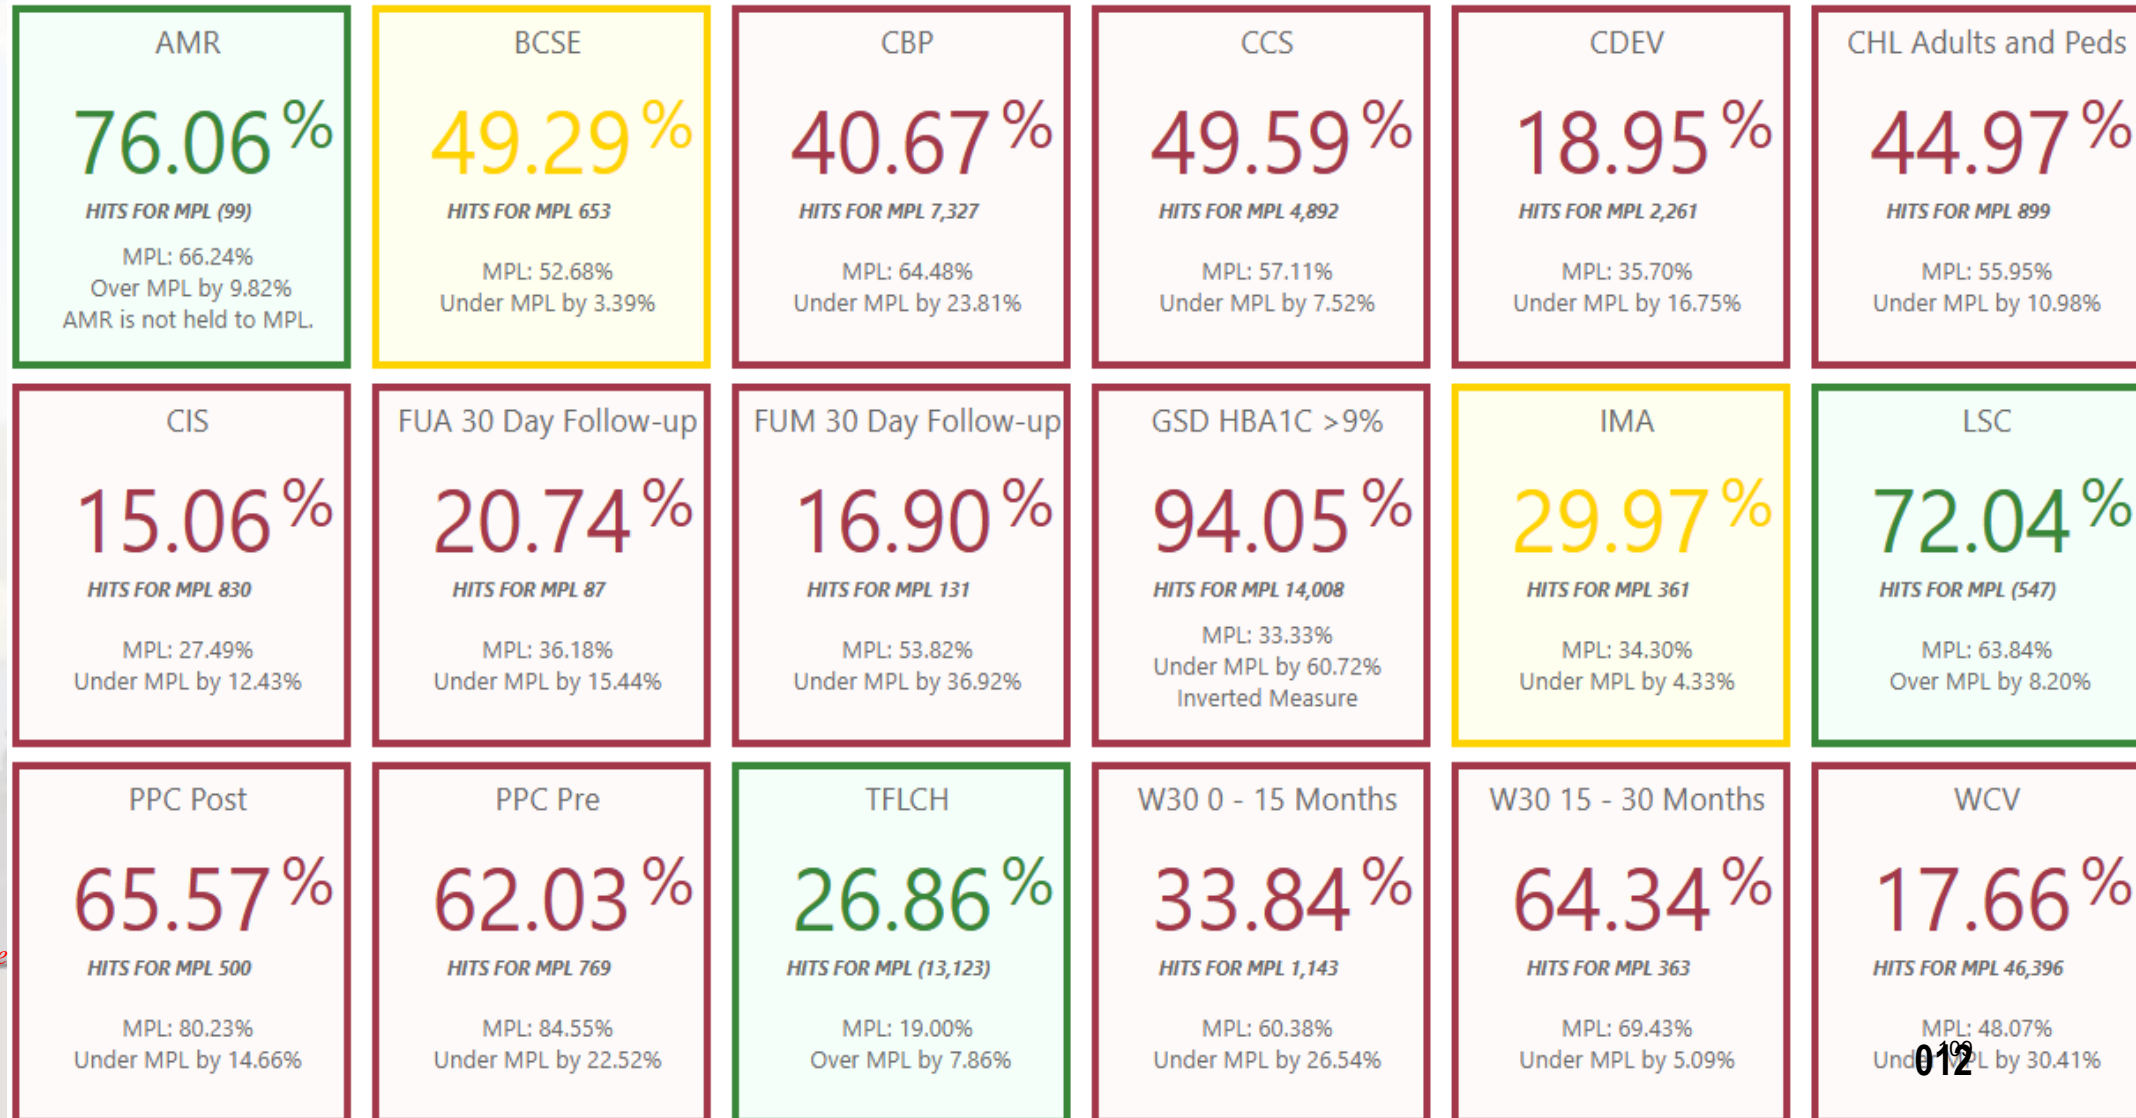 AMR
76.06%
HITS FOR MPL (99)
MPL: 66.24%
Over MPL by 9.82%
AMR is not held to MPL.
BCSE
49.29%
HITS FOR MPL 653
MPL: 52.68%
Under MPL by 3.39%
CBP
40.67%
HITS FOR MPL 7,327
MPL: 64.48%
Under MPL by 23.81%
CCS
49.59%
HITS FOR MPL 4,892
MPL: 57.11%
Under MPL by 7.52%
CDEV
18.95%
HITS FOR MPL 2,261
MPL: 35.70%
Under MPL by 16.75%
CHL Adults and Peds
44.97%
HITS FOR MPL 899
MPL: 55.95%
Under MPL by 10.98%
CIS
15.06%
HITS FOR MPL 830
MPL: 27.49%
Under MPL by 12.43%
FUA 30 Day Follow-up
20.74%
HITS FOR MPL 87
MPL: 36.18%
Under MPL by 15.44%
FUM 30 Day Follow-up
16.90%
HITS FOR MPL 131
MPL: 53.82%
Under MPL by 36.92%
GSD HBA1C >9%
94.05%
HITS FOR MPL 14,008
MPL: 33.33%
Under MPL by 60.72%
Inverted Measure
IMA
29.97%
HITS FOR MPL 361
MPL: 34.30%
Under MPL by 4.33%
LSC
72.04%
HITS FOR MPL (547)
MPL: 63.84%
Over MPL by 8.20%
PPC Post
65.57%
HITS FOR MPL 500
MPL: 80.23%
Under MPL by 14.66%
PPC Pre
62.03%
HITS FOR MPL 769
MPL: 84.55%
Under MPL by 22.52%
TFLCH
26.86%
HITS FOR MPL (13,123)
MPL: 19.00%
Over MPL by 7.86%
W30 0 - 15 Months
33.84%
HITS FOR MPL 1,143
MPL: 60.38%
Under MPL by 26.54%
W30 15 - 30 Months
64.34%
HITS FOR MPL 363
MPL: 69.43%
Under MPL by 5.09%
WCV
17.66%
HITS FOR MPL 46,396
MPL: 48.07%
Under MPL by 30.41%
012